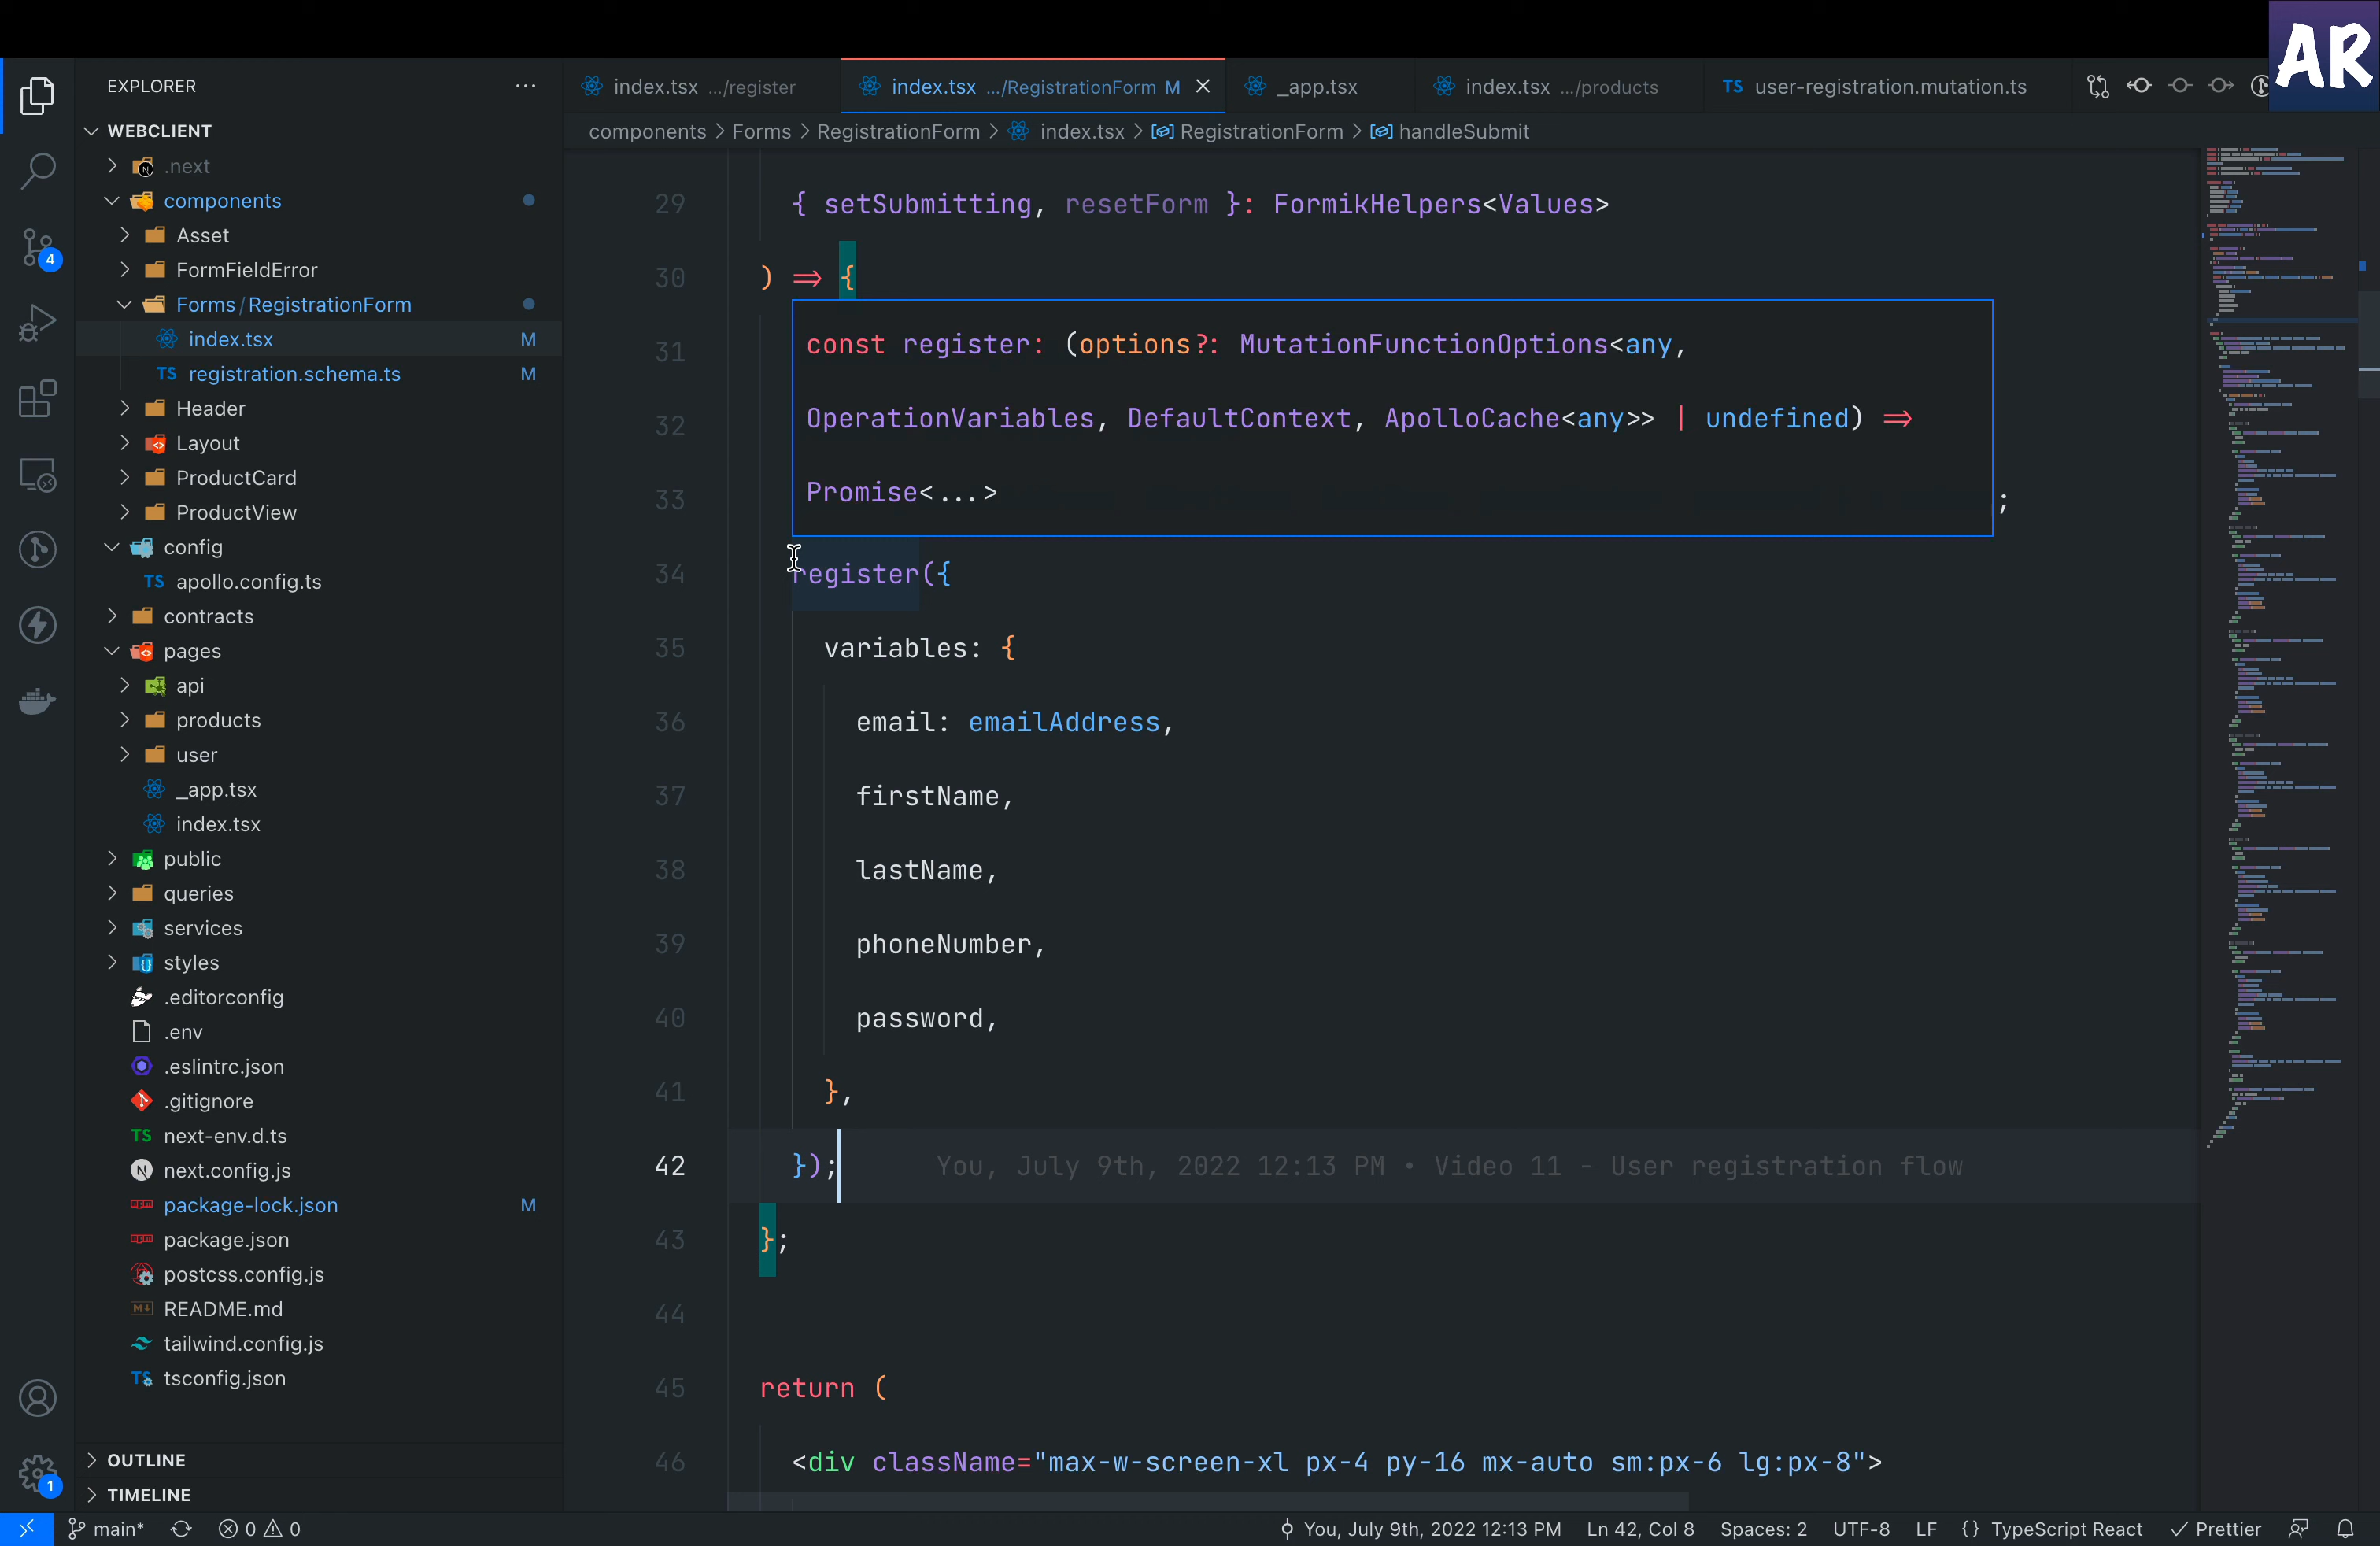 AR
EXPLORER
index.tsx .../register
index.tsx .../RegistrationForm M
_app.tsx
index.tsx .../products
TS user-registration.mutation.ts
components > Forms > RegistrationForm > index.tsx > RegistrationForm > handleSubmit
WEBCLIENT
.next
components
Asset
FormFieldError
Forms/RegistrationForm
index.tsx M
TS registration.schema.ts M
Header
Layout
ProductCard
ProductView
config
TS apollo.config.ts
contracts
pages
api
products
user
_app.tsx
index.tsx
public
queries
services
styles
.editorconfig
.env
.eslintrc.json
.gitignore
TS next-env.d.ts
N next.config.js
package-lock.json M
package.json
postcss.config.js
README.md
tailwind.config.js
TS tsconfig.json
OUTLINE
TIMELINE
4
1
29 { setSubmitting, resetForm }: FormikHelpers<Values>
30 ) => {
31 const register: (options?: MutationFunctionOptions<any,
32 OperationVariables, DefaultContext, ApolloCache<any>> | undefined) =>
33 Promise<...> ;
34 register({
35 variables: {
36 email: emailAddress,
37 firstName,
38 lastName,
39 phoneNumber,
40 password,
41 },
42 }); You, July 9th, 2022 12:13 PM • Video 11 - User registration flow
43 };
44
45 return (
46 <div className="max-w-screen-xl px-4 py-16 mx-auto sm:px-6 lg:px-8">
main* 0 0 You, July 9th, 2022 12:13 PM Ln 42, Col 8 Spaces: 2 UTF-8 LF {} TypeScript React Prettier